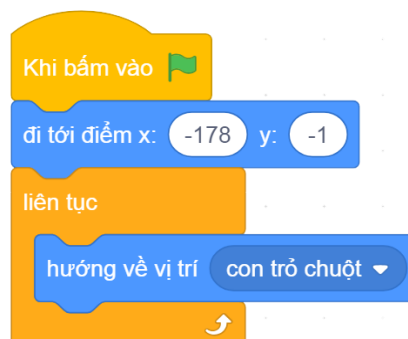 Khi bấm vào
đi tới điểm x: -178 y: -1
liên tục
hướng về vị trí con trỏ chuột